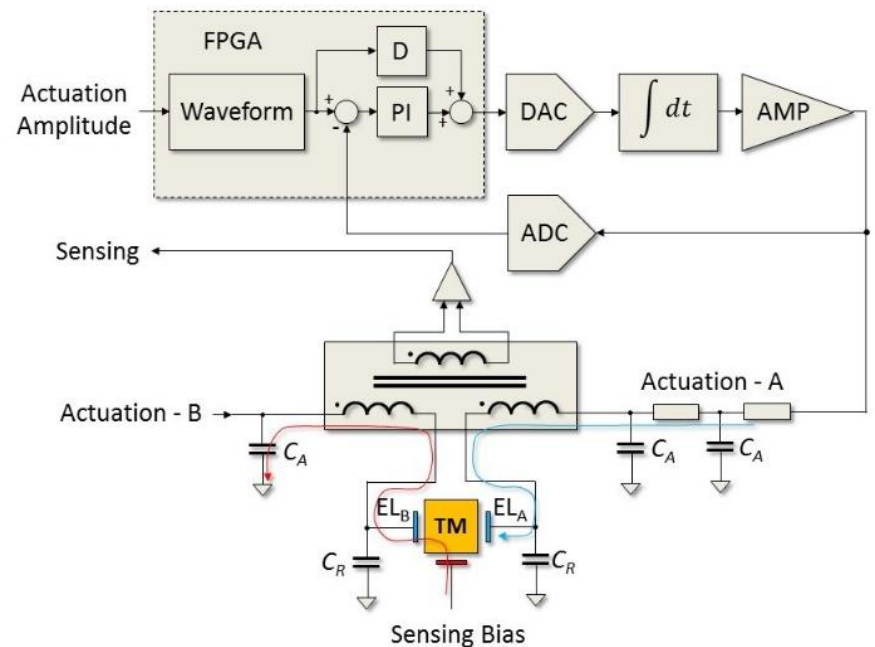 FPGA
D
Actuation
Amplitude
Waveform
+
-
PI
+
+
DAC
∫ dt
AMP
ADC
Sensing
Actuation - A
Actuation - B
C_A
C_A
C_A
EL_B
TM
EL_A
C_R
C_R
Sensing Bias